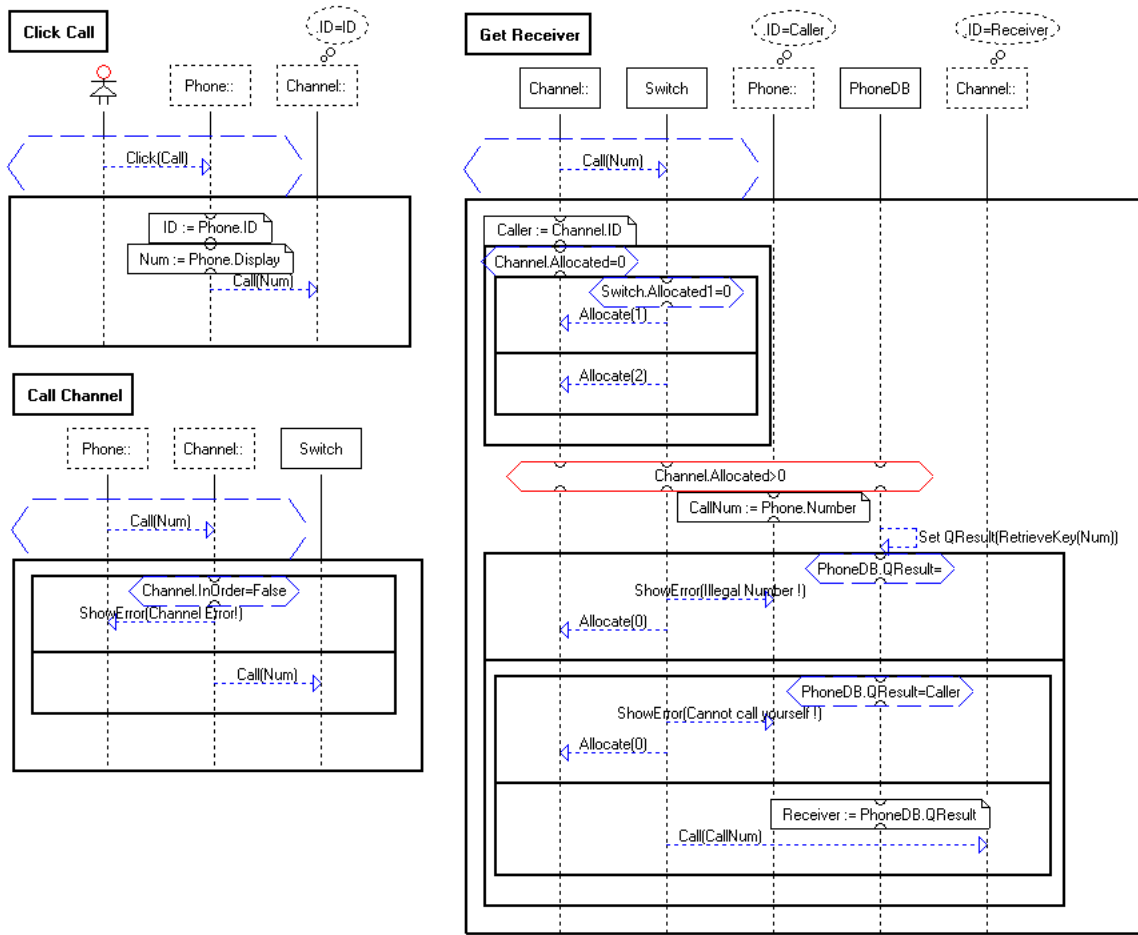 Click Call
.ID=ID
Phone::
Channel::
Click(Call)
ID := Phone.ID
Num := Phone.Display
Call(Num)
Call Channel
Phone::
Channel::
Switch
Call(Num)
Channel.InOrder=False
ShowError(Channel Error!)
Call(Num)
Get Receiver
.ID=Caller
.ID=Receiver
Channel::
Switch
Phone::
PhoneDB
Channel::
Call(Num)
Caller := Channel.ID
Channel.Allocated=0
Switch.Allocated1=0
Allocate(1)
Allocate(2)
Channel.Allocated>0
CallNum := Phone.Number
Set QResult(RetrieveKey(Num))
PhoneDB.QResult=
ShowError(Illegal Number !)
Allocate(0)
PhoneDB.QResult=Caller
ShowError(Cannot call yourself !)
Allocate(0)
Receiver := PhoneDB.QResult
Call(CallNum)